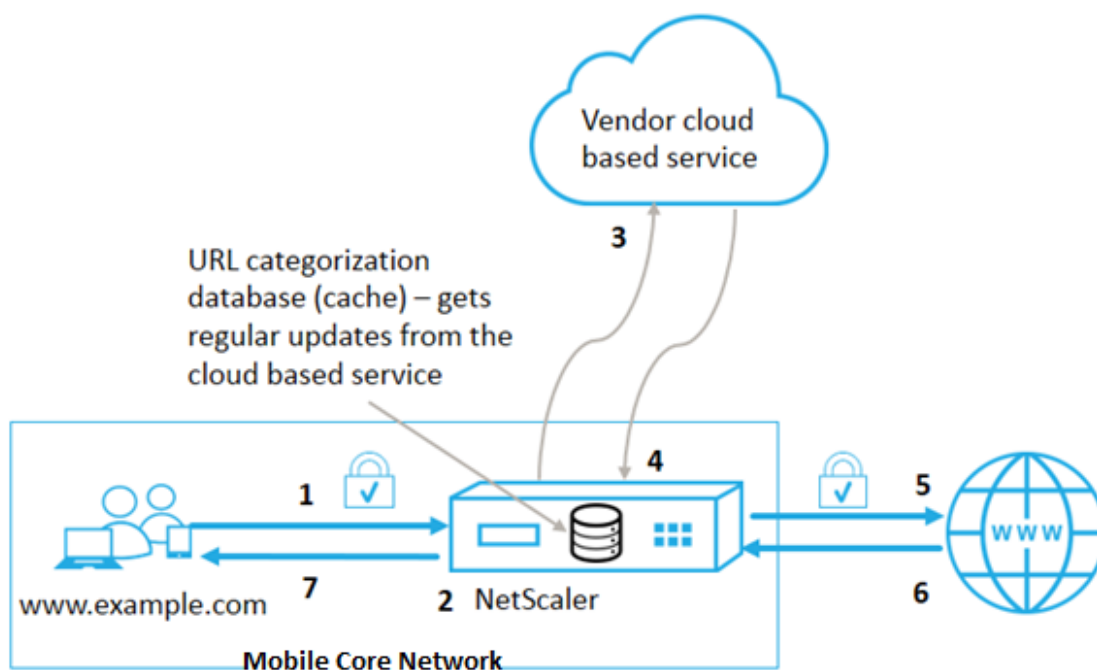 Vendor cloud
based service
3
URL categorization
database (cache) – gets
regular updates from the
cloud based service
4
1
5
www
7
2
NetScaler
6
www.example.com
Mobile Core Network